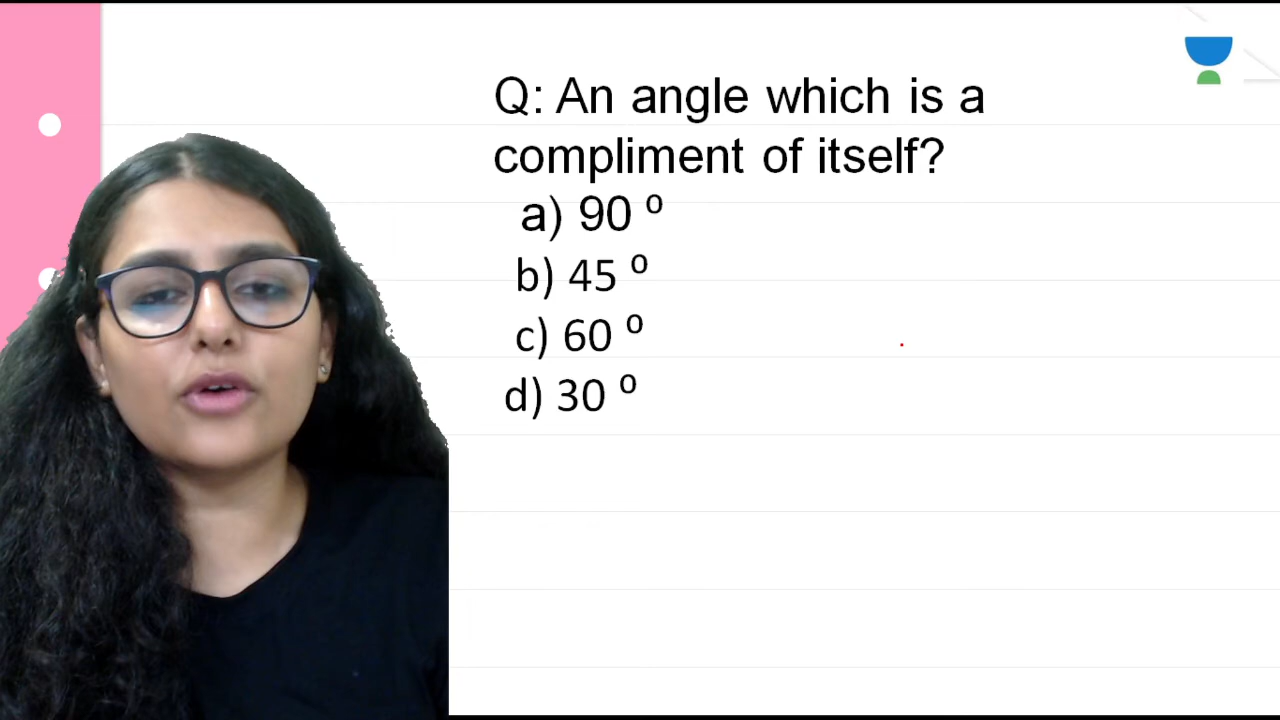 Q: An angle which is a
compliment of itself?
a) 90 º
b) 45 º
c) 60 º
d) 30 º